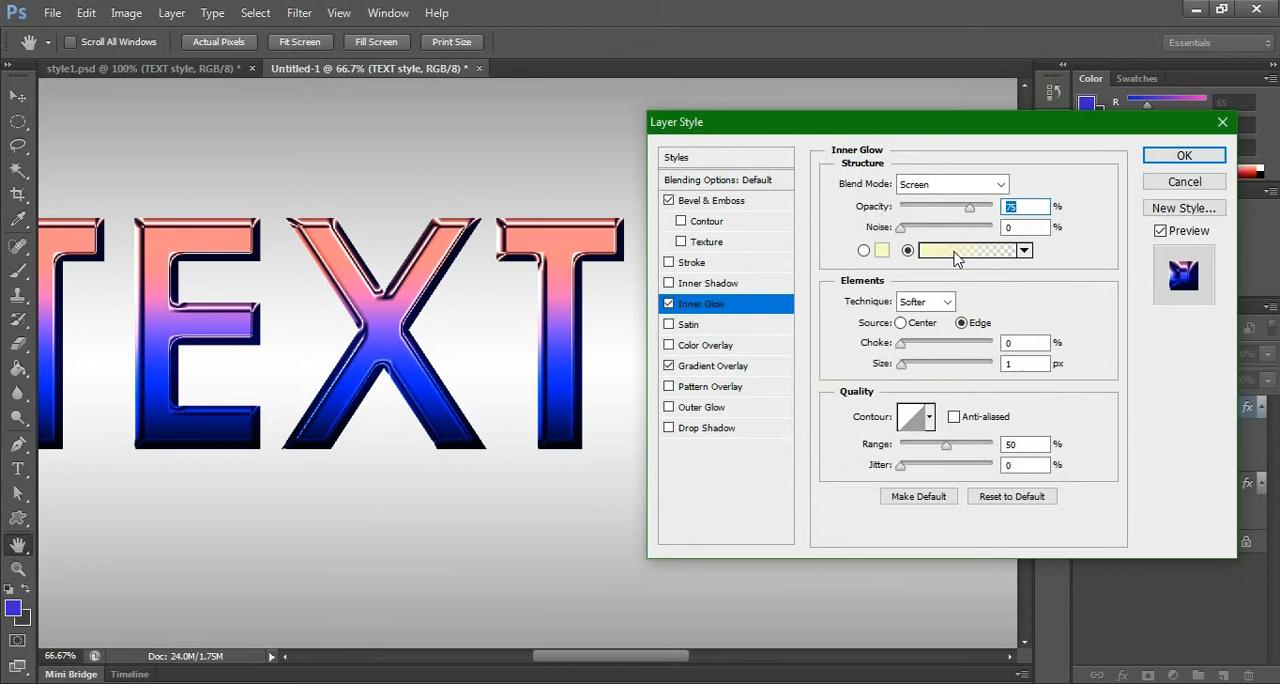 Ps File Edit Image Layer Type Select Filter View Window Help
Scroll All Windows Actual Pixels Fit Screen Fill Screen Print Size Essentials
style1.psd @ 100% (TEXT style, RGB/8) * × Untitled-1 @ 66.7% (TEXT style, RGB/8) * × Color Swatches
R 65
Layer Style
Styles
Blending Options: Default
Bevel & Emboss
Contour
Texture
Stroke
Inner Shadow
Inner Glow
Satin
Color Overlay
Gradient Overlay
Pattern Overlay
Outer Glow
Drop Shadow
Inner Glow
Structure
Blend Mode: Screen
Opacity: 75 %
Noise: 0 %
Elements
Technique: Softer
Source: Center Edge
Choke: 0 %
Size: 1 px
Quality
Contour: Anti-aliased
Range: 50 %
Jitter: 0 %
Make Default Reset to Default
OK
Cancel
New Style...
Preview
TEXT
66.67% Doc: 24.0M/1.75M
Mini Bridge Timeline